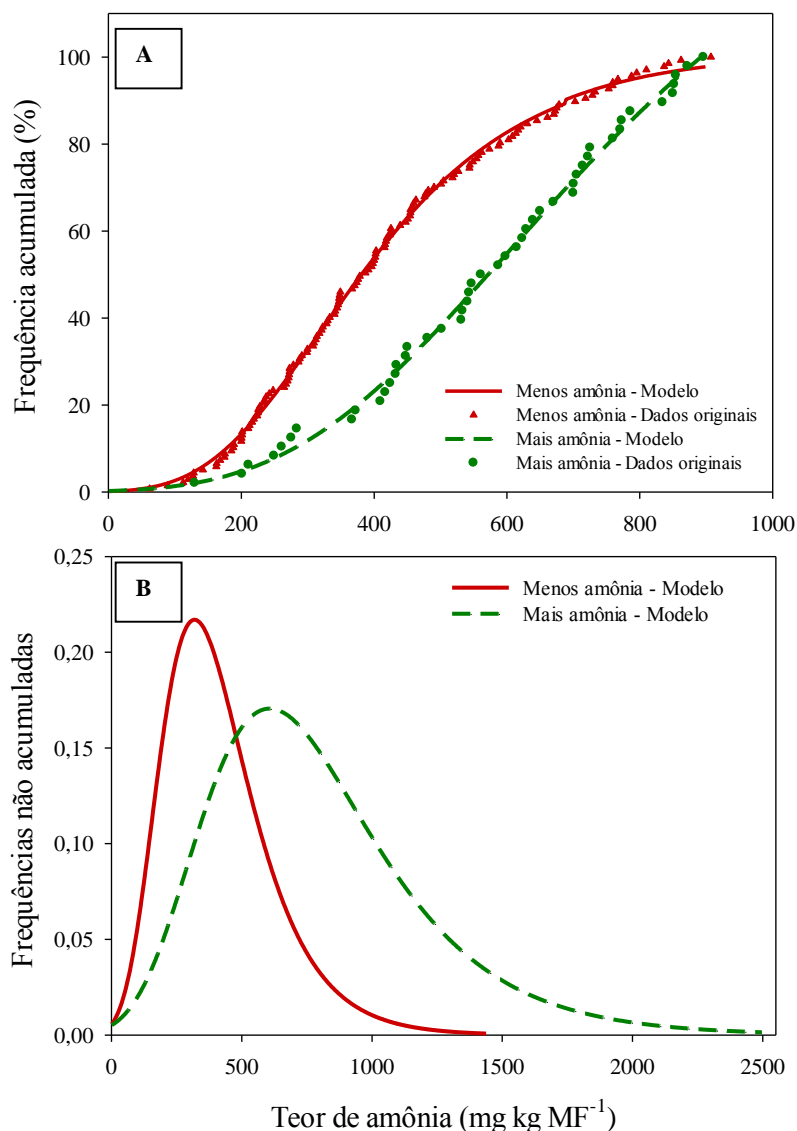 A
Frequência acumulada (%)
100
80
60
40
20
0
Menos amônia - Modelo
Menos amônia - Dados originais
Mais amônia - Modelo
Mais amônia - Dados originais
0 200 400 600 800 1000
B
Frequências não acumuladas
0,25
0,20
0,15
0,10
0,05
0,00
Menos amônia - Modelo
Mais amônia - Modelo
0 500 1000 1500 2000 2500
Teor de amônia (mg kg MF⁻¹)